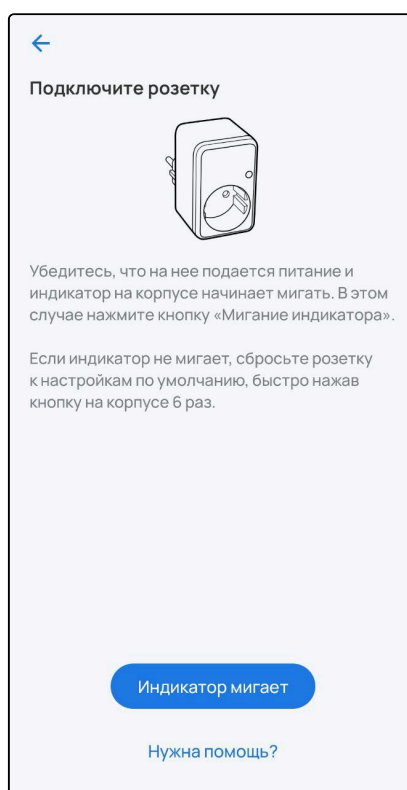 Подключите розетку
Убедитесь, что на нее подается питание и
индикатор на корпусе начинает мигать. В этом
случае нажмите кнопку «Мигание индикатора».
Если индикатор не мигает, сбросьте розетку
к настройкам по умолчанию, быстро нажав
кнопку на корпусе 6 раз.
Индикатор мигает
Нужна помощь?